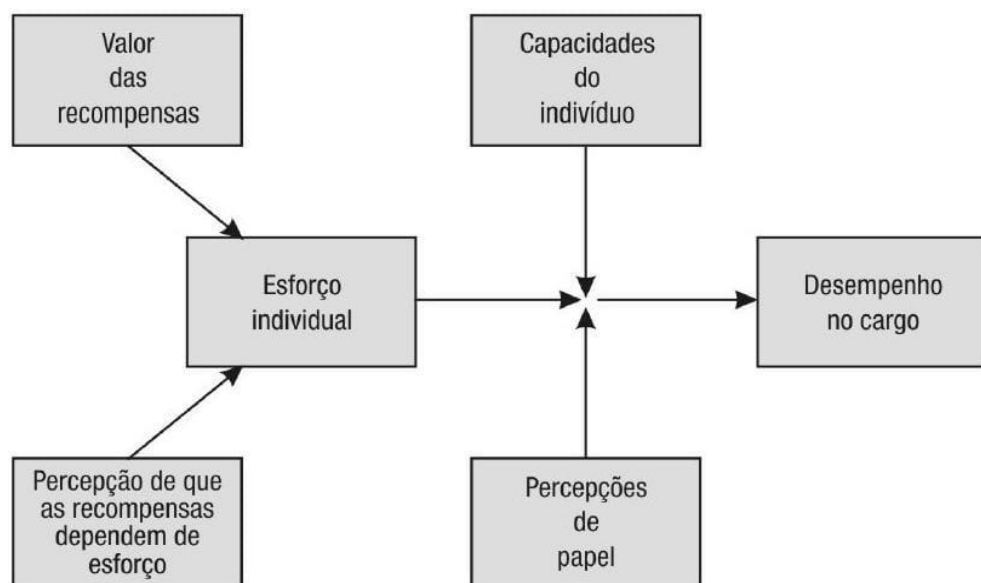 Valor
das
recompensas
Capacidades
do
indivíduo
Esforço
individual
Desempenho
no cargo
Percepção de que
as recompensas
dependem de
esforço
Percepções
de
papel